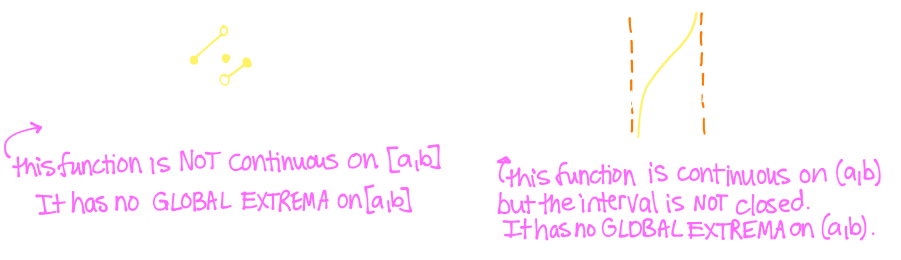 this function is NOT continuous on [a,b]
It has no GLOBAL EXTREMA on [a,b]
this function is continuous on (a,b)
but the interval is NOT closed.
It has no GLOBAL EXTREMA on (a,b).